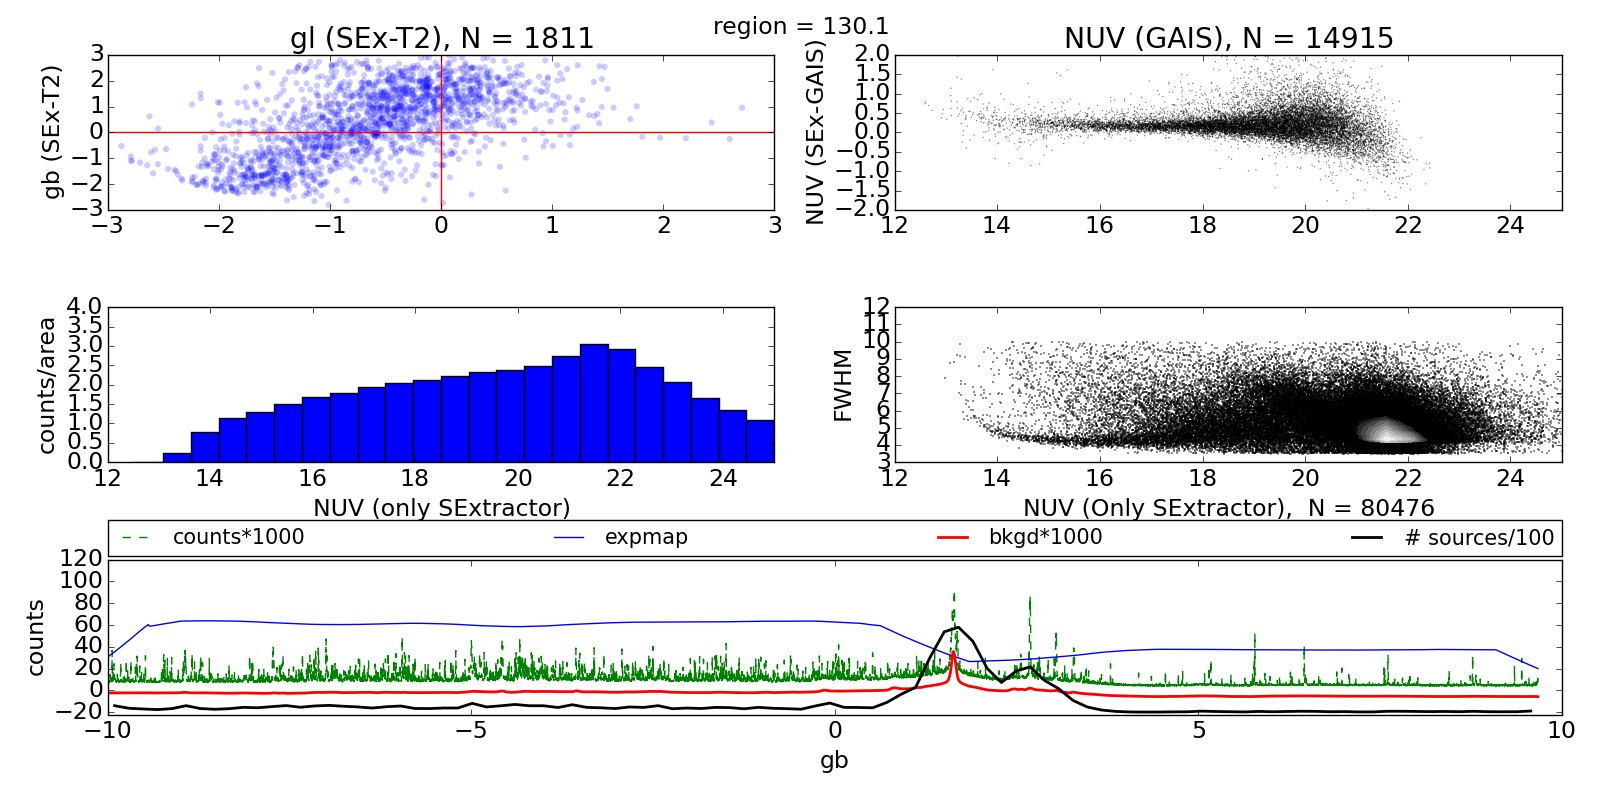 region = 130.1
gl (SEx-T2), N = 1811
gb (SEx-T2)
3
2
1
0
−1
−2
−3
−3 −2 −1 0 1 2 3
NUV (GAIS), N = 14915
NUV (SEx-GAIS)
2.0
1.5
1.0
0.5
0.0
−0.5
−1.0
−1.5
−2.0
12 14 16 18 20 22 24
counts/area
4.0
3.5
3.0
2.5
2.0
1.5
1.0
0.5
0.0
12 14 16 18 20 22 24
NUV (only SExtractor)
FWHM
12
11
10
9
8
7
6
5
4
3
12 14 16 18 20 22 24
NUV (Only SExtractor), N = 80476
counts*1000 expmap bkgd*1000 # sources/100
counts
120
100
80
60
40
20
0
−20
−10 −5 0 5 10
gb